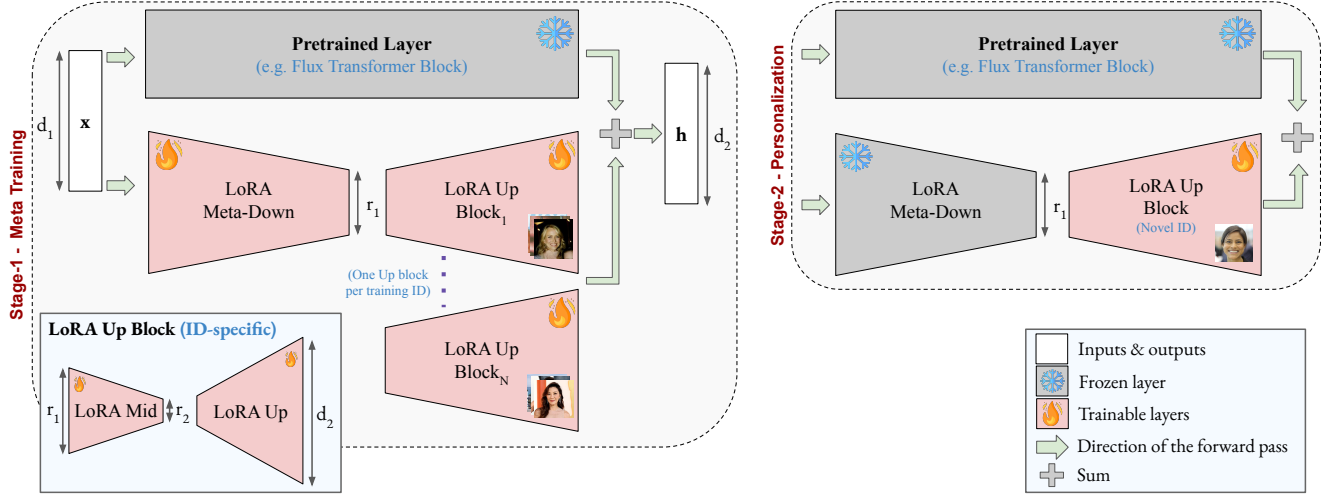 Stage-1 - Meta Training
Pretrained Layer
(e.g. Flux Transformer Block)
d1
x
LoRA
Meta-Down
r1
LoRA Up
Block1
(One Up block
per training ID)
LoRA Up
BlockN
h
d2
LoRA Up Block (ID-specific)
r1
LoRA Mid
r2
LoRA Up
d2
Stage-2 - Personalization
Pretrained Layer
(e.g. Flux Transformer Block)
LoRA
Meta-Down
r1
LoRA Up
Block
(Novel ID)
Inputs & outputs
Frozen layer
Trainable layers
Direction of the forward pass
Sum